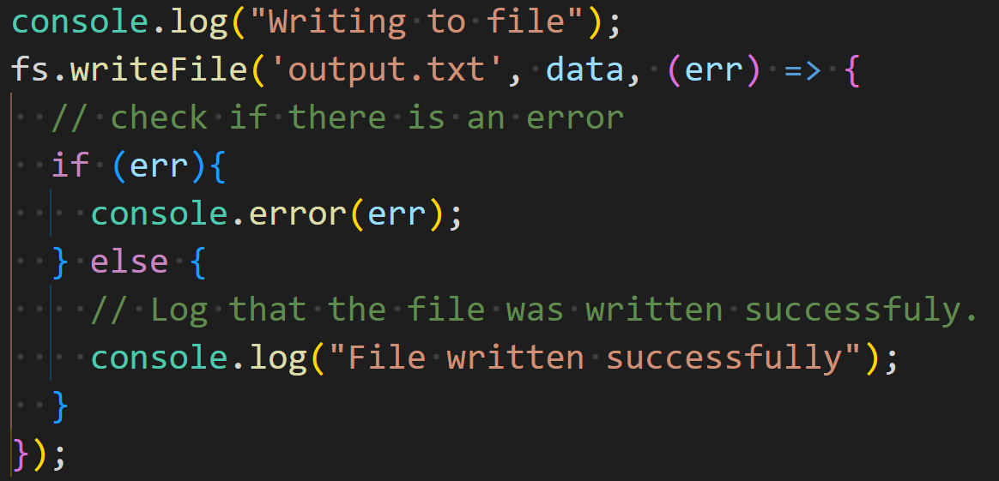 console.log("Writing to file");
fs.writeFile('output.txt', data, (err) => {
  // check if there is an error
  if (err){
    console.error(err);
  } else {
    // Log that the file was written successfuly.
    console.log("File written successfully");
  }
});